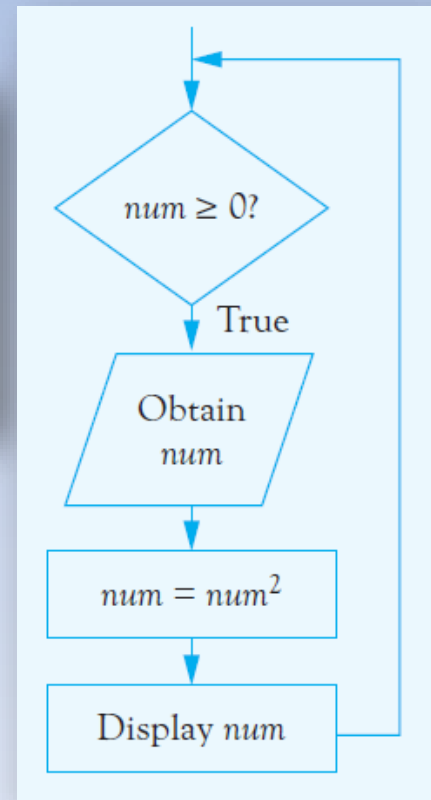 num ≥ 0?
True
Obtain
num
num = num²
Display num